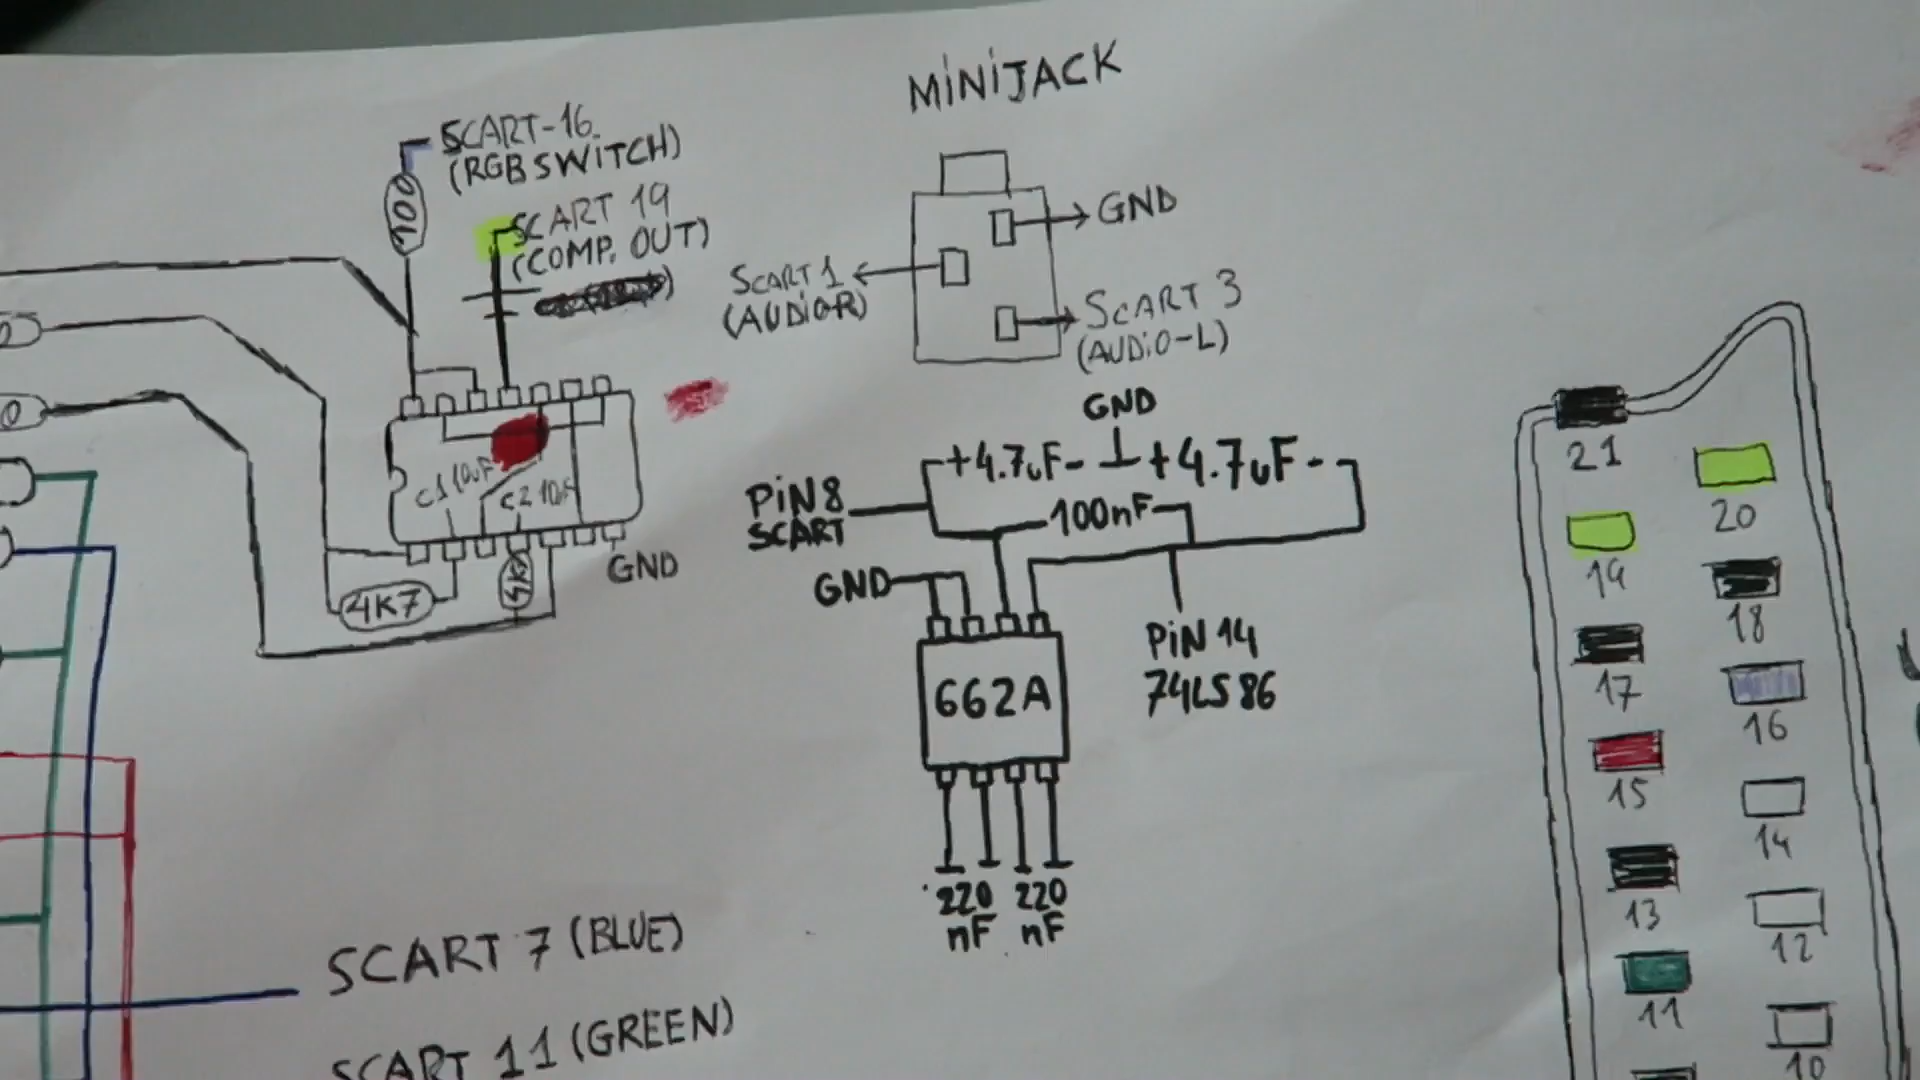 MINIJACK
SCART-16
(RGB SWITCH)
100
SCART 19
(COMP. OUT)
GND
SCART 1
(AUDIO-R)
SCART 3
(AUDIO-L)
C1 10uF
C2 10uF
GND
4K7
GND
+4.7uF- +4.7uF-
PiN8
SCART
100nF
GND
662A
PiN 14
74LS86
220 220
nF nF
SCART 7 (BLUE)
SCART 11 (GREEN)
21
20
19
18
17
16
15
14
13
12
11
10